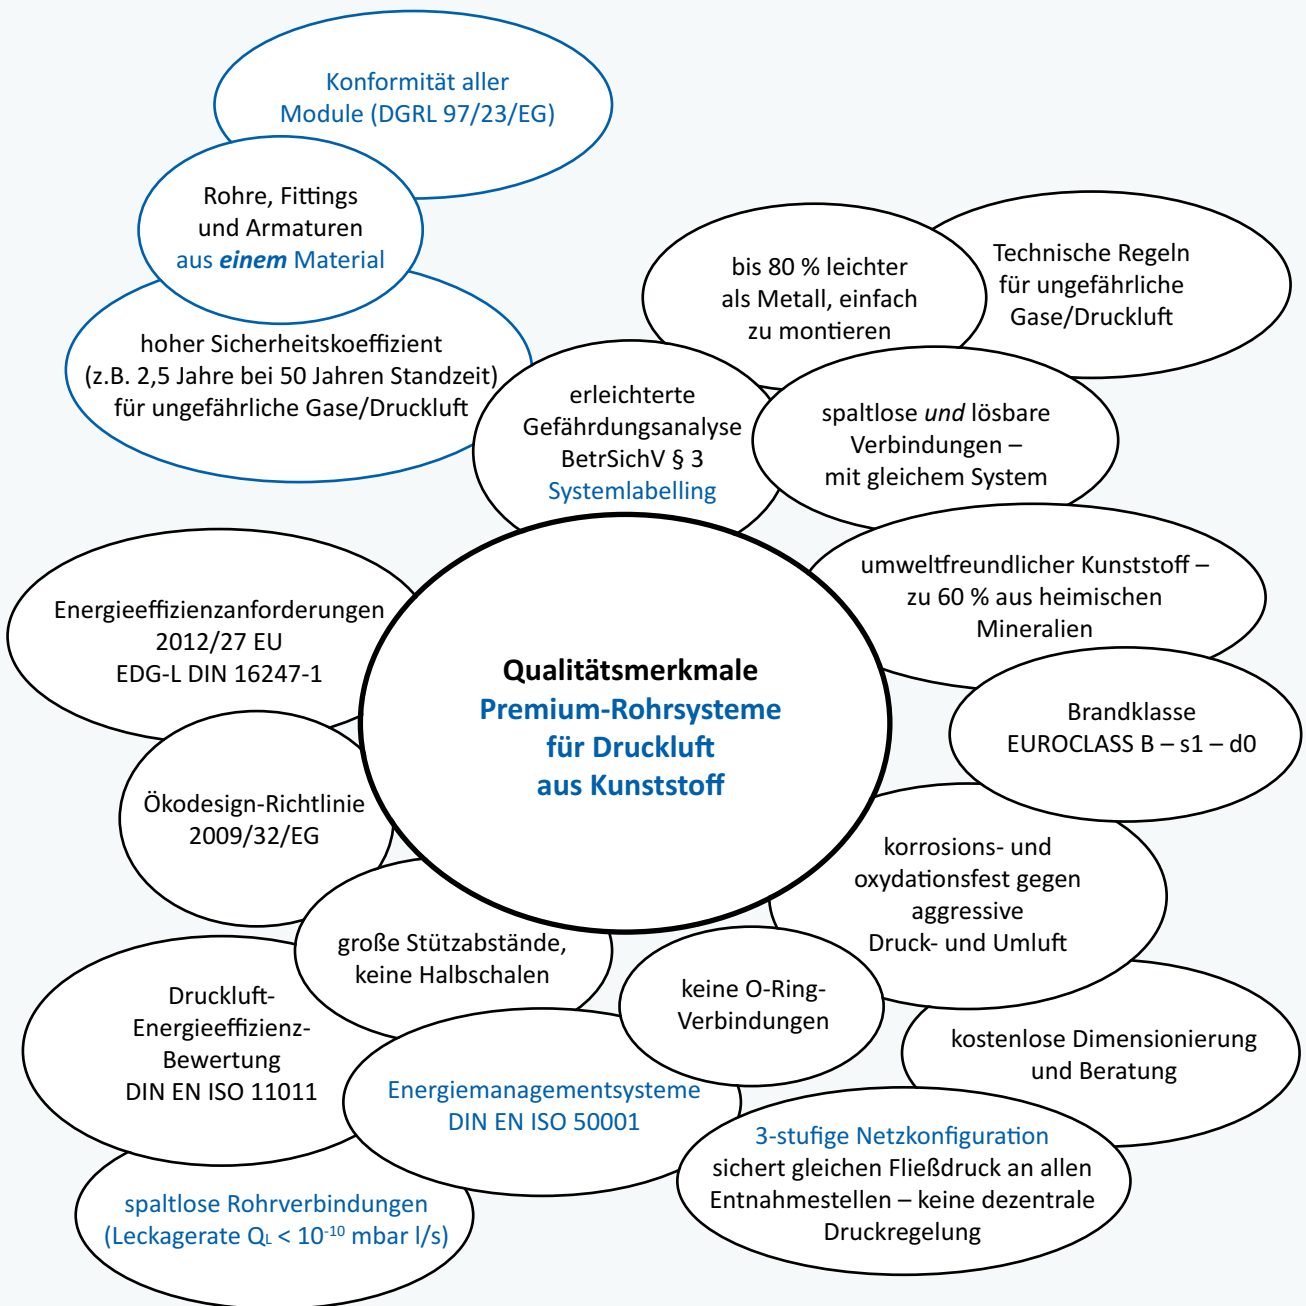 Konformität aller
Module (DGRL 97/23/EG)
Rohre, Fittings
und Armaturen
aus einem Material
hoher Sicherheitskoeffizient
(z.B. 2,5 Jahre bei 50 Jahren Standzeit)
für ungefährliche Gase/Druckluft
bis 80 % leichter
als Metall, einfach
zu montieren
Technische Regeln
für ungefährliche
Gase/Druckluft
erleichterte
Gefährdungsanalyse
BetrSichV § 3
Systemlabelling
spaltlose und lösbare
Verbindungen –
mit gleichem System
umweltfreundlicher Kunststoff –
zu 60 % aus heimischen
Mineralien
Energieeffizienzanforderungen
2012/27 EU
EDG-L DIN 16247-1
Qualitätsmerkmale
Premium-Rohrsysteme
für Druckluft
aus Kunststoff
Brandklasse
EUROCLASS B – s1 – d0
Ökodesign-Richtlinie
2009/32/EG
korrosions- und
oxydationsfest gegen
aggressive
Druck- und Umluft
große Stützabstände,
keine Halbschalen
keine O-Ring-
Verbindungen
Druckluft-
Energieeffizienz-
Bewertung
DIN EN ISO 11011
kostenlose Dimensionierung
und Beratung
Energiemanagementsysteme
DIN EN ISO 50001
3-stufige Netzkonfiguration
sichert gleichen Fließdruck an allen
Entnahmestellen – keine dezentrale
Druckregelung
spaltlose Rohrverbindungen
(Leckagerate Q<sub>L</sub> < 10<sup>-10</sup> mbar l/s)